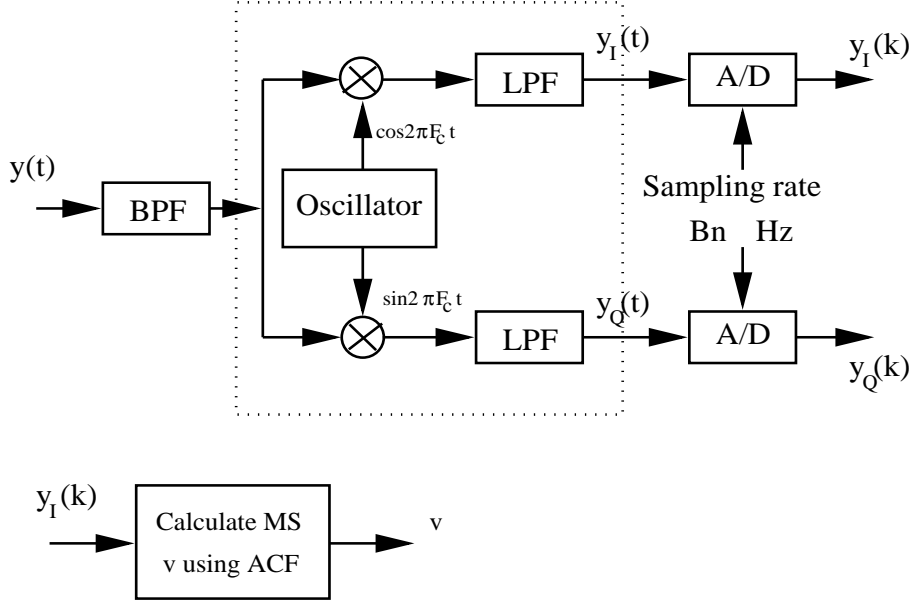 y_I(t)
y_I(k)
LPF
A/D
cos2πF_c t
y(t)
BPF
Oscillator
Sampling rate
Bn Hz
sin2 πF_c t
y_Q(t)
LPF
A/D
y_Q(k)
y_I(k)
Calculate MS
v using ACF
v